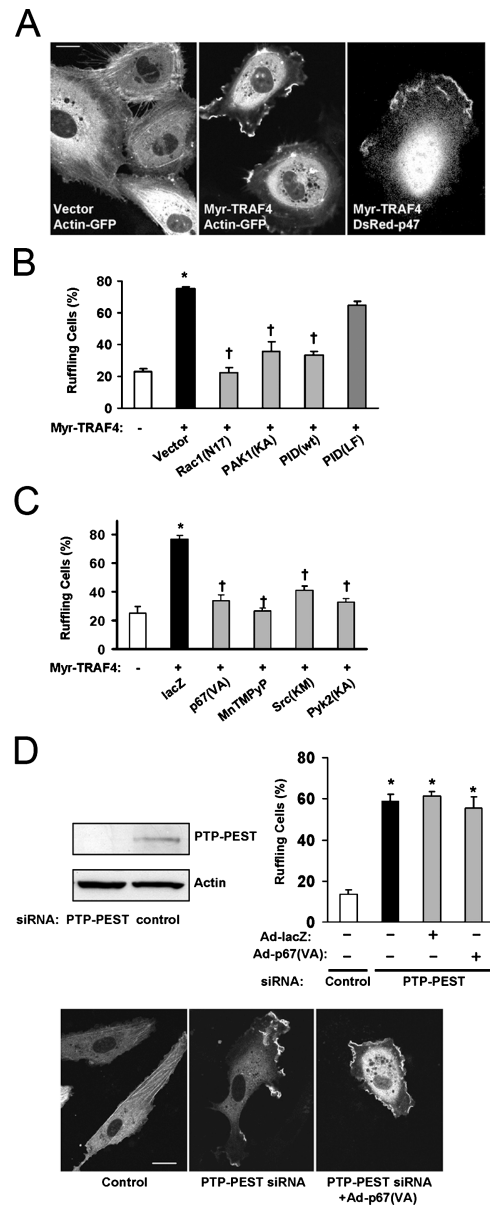 A
Vector
Actin-GFP
Myr-TRAF4
Actin-GFP
Myr-TRAF4
DsRed-p47
B
Ruffling Cells (%)
80
60
40
20
0
*
†
†
†
Myr-TRAF4: - + + + + +
Vector
Rac1(N17)
PAK1(KA)
PID(wt)
PID(LF)
C
Ruffling Cells (%)
80
60
40
20
0
*
†
†
†
†
Myr-TRAF4: - + + + + +
lacZ
p67(VA)
MnTMPyP
Src(KM)
Pyk2(KA)
D
PTP-PEST
Actin
siRNA: PTP-PEST control
Ruffling Cells (%)
80
60
40
20
0
*
*
*
Ad-lacZ: – – + –
Ad-p67(VA): – – – +
siRNA: Control PTP-PEST
Control
PTP-PEST siRNA
PTP-PEST siRNA
+Ad-p67(VA)